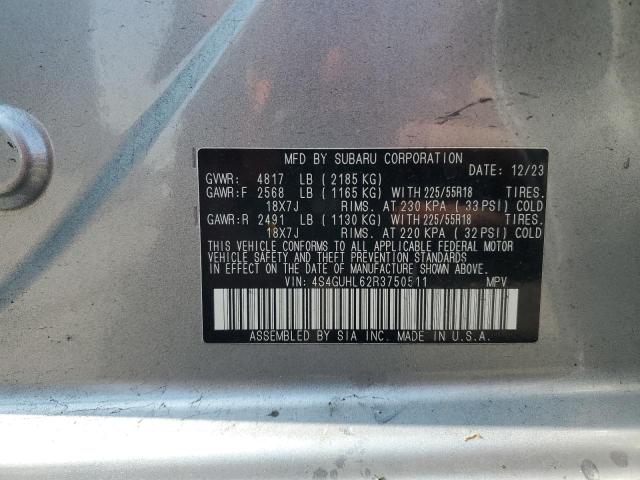 MFD BY SUBARU CORPORATION
DATE: 12/23
GVWR: 4817 LB ( 2185 KG)
GAWR:F 2568 LB ( 1165 KG) WITH 225/55R18 TIRES.
18X7J RIMS. AT 230 KPA ( 33 PSI) COLD
GAWR:R 2491 LB ( 1130 KG) WITH 225/55R18 TIRES.
18X7J RIMS. AT 220 KPA ( 32 PSI) COLD
THIS VEHICLE CONFORMS TO ALL APPLICABLE FEDERAL MOTOR
VEHICLE SAFETY AND THEFT PREVENTION STANDARDS
IN EFFECT ON THE DATE OF MANUFACTURE SHOWN ABOVE.
VIN: 4S4GUHL62R3750511 MPV
ASSEMBLED BY SIA INC. MADE IN U.S.A.